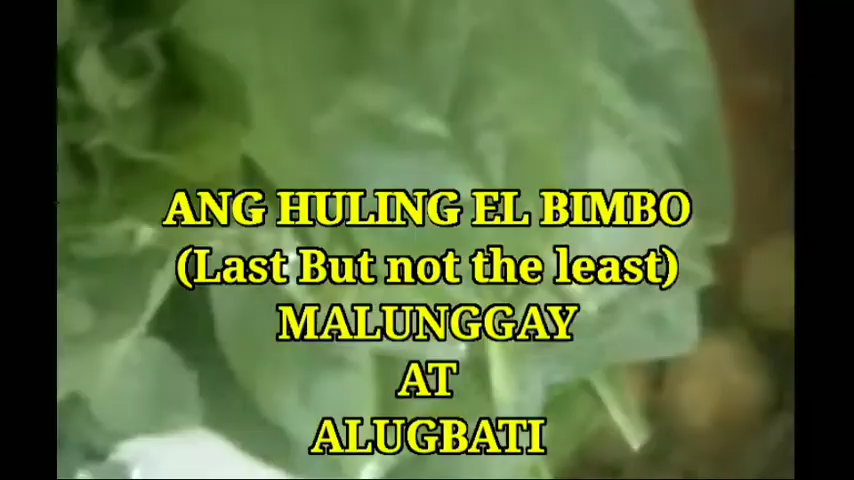 ANG HULING EL BIMBO
(Last But not the least)
MALUNGGAY
AT
ALUGBATI